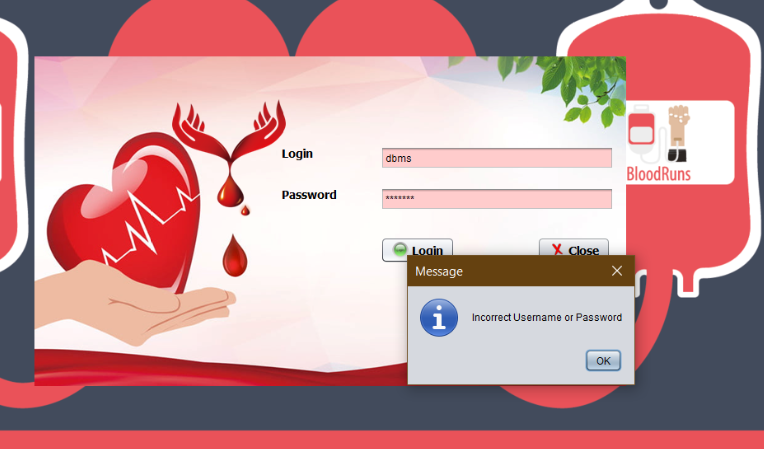 Login
dbms
Password
*******
BloodRuns
Login
Close
Message
Incorrect Username or Password
OK